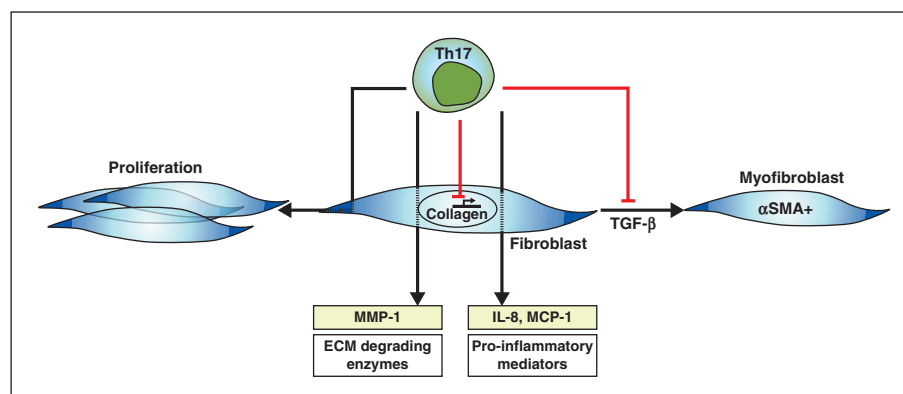 Th17
Proliferation
Collagen
Fibroblast
TGF-β
Myofibroblast
αSMA+
MMP-1
ECM degrading
enzymes
IL-8, MCP-1
Pro-inflammatory
mediators